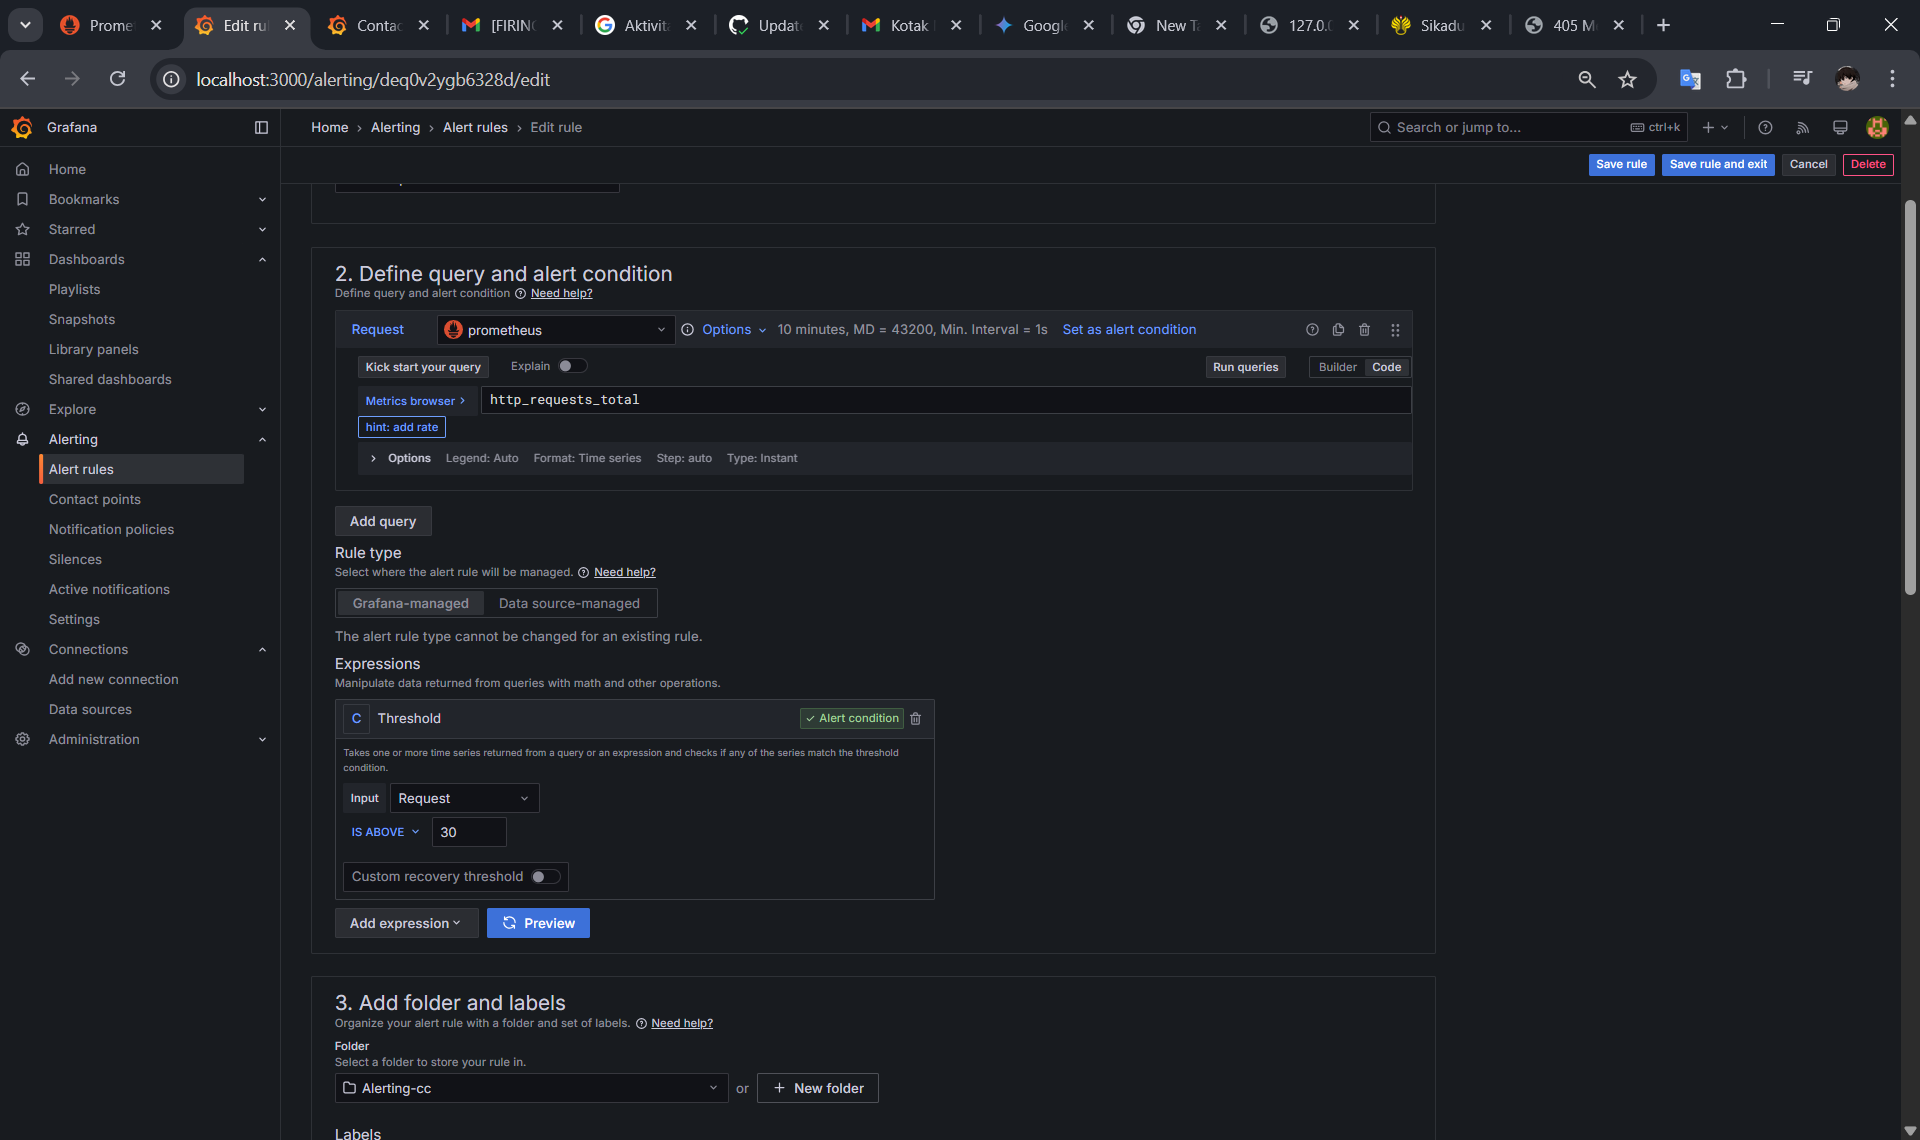 Prome
Edit ru
Contac
[FIRIN
Aktivit
Updat
Kotak
Googl
New T
127.0.
Sikadu
405 M
localhost:3000/alerting/deq0v2ygb6328d/edit
Grafana
Home › Alerting › Alert rules › Edit rule
Search or jump to...
ctrl+k
Save rule
Save rule and exit
Cancel
Delete
Home
Bookmarks
Starred
Dashboards
Playlists
Snapshots
Library panels
Shared dashboards
Explore
Alerting
Alert rules
Contact points
Notification policies
Silences
Active notifications
Settings
Connections
Add new connection
Data sources
Administration
2. Define query and alert condition
Define query and alert condition Need help?
Request prometheus Options 10 minutes, MD = 43200, Min. Interval = 1s Set as alert condition
Kick start your query Explain Run queries Builder Code
Metrics browser › http_requests_total
hint: add rate
Options Legend: Auto Format: Time series Step: auto Type: Instant
Add query
Rule type
Select where the alert rule will be managed. Need help?
Grafana-managed Data source-managed
The alert rule type cannot be changed for an existing rule.
Expressions
Manipulate data returned from queries with math and other operations.
C Threshold Alert condition
Takes one or more time series returned from a query or an expression and checks if any of the series match the threshold
condition.
Input Request
IS ABOVE 30
Custom recovery threshold
Add expression Preview
3. Add folder and labels
Organize your alert rule with a folder and set of labels. Need help?
Folder
Select a folder to store your rule in.
Alerting-cc or + New folder
Labels